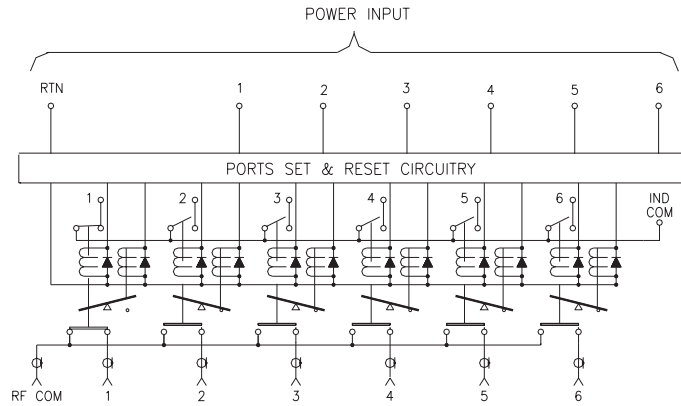 POWER INPUT
RTN 1 2 3 4 5 6
PORTS SET & RESET CIRCUITRY
1 2 3 4 5 6 IND
COM
RF COM 1 2 3 4 5 6